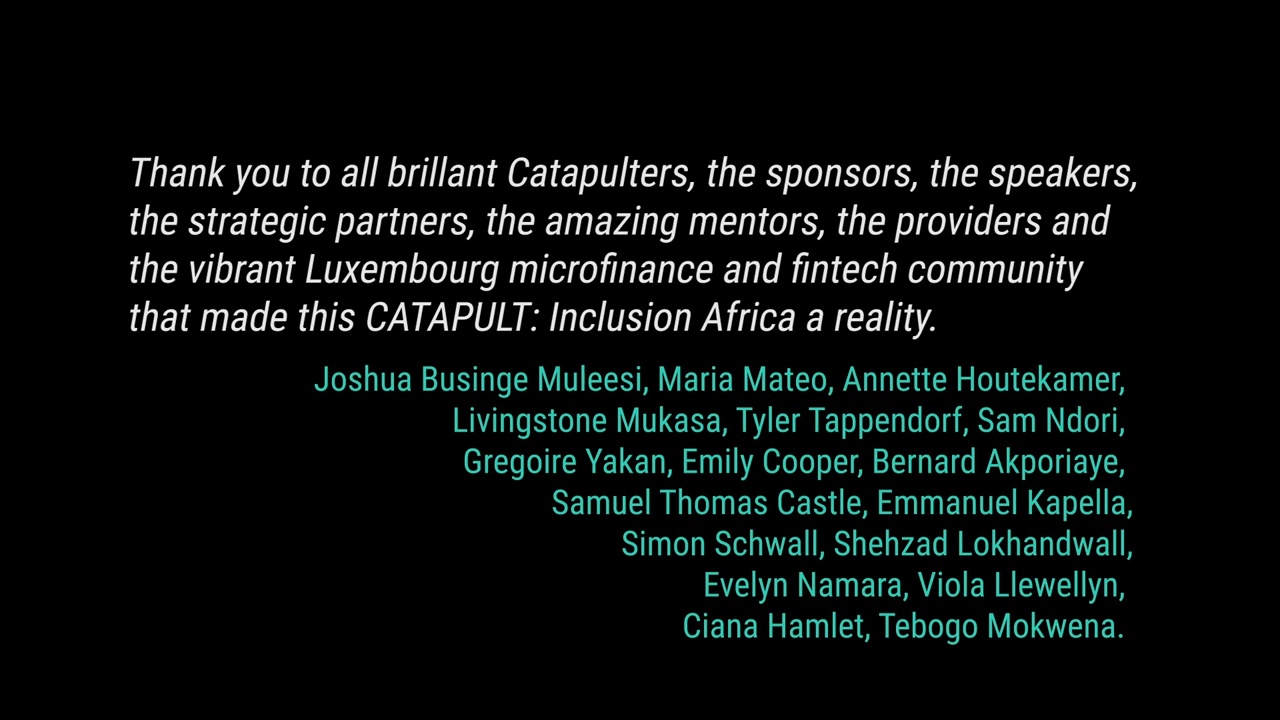 Thank you to all brillant Catapulters, the sponsors, the speakers,
the strategic partners, the amazing mentors, the providers and
the vibrant Luxembourg microfinance and fintech community
that made this CATAPULT: Inclusion Africa a reality.
Joshua Businge Muleesi, Maria Mateo, Annette Houtekamer,
Livingstone Mukasa, Tyler Tappendorf, Sam Ndori,
Gregoire Yakan, Emily Cooper, Bernard Akporiaye,
Samuel Thomas Castle, Emmanuel Kapella,
Simon Schwall, Shehzad Lokhandwall,
Evelyn Namara, Viola Llewellyn,
Ciana Hamlet, Tebogo Mokwena.